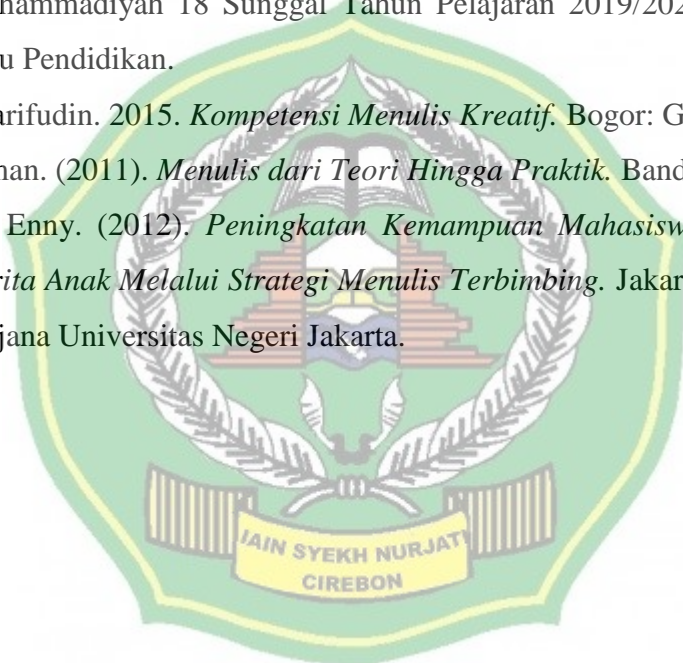 hammadiyah 18 Sunggal Tahun Pelajaran 2019/202
u Pendidikan.
arifudin. 2015. Kompetensi Menulis Kreatif. Bogor: G
nan. (2011). Menulis dari Teori Hingga Praktik. Band
Enny. (2012). Peningkatan Kemampuan Mahasisw
rita Anak Melalui Strategi Menulis Terbimbing. Jakar
jana Universitas Negeri Jakarta.
IAIN SYEKH NURJATI
CIREBON